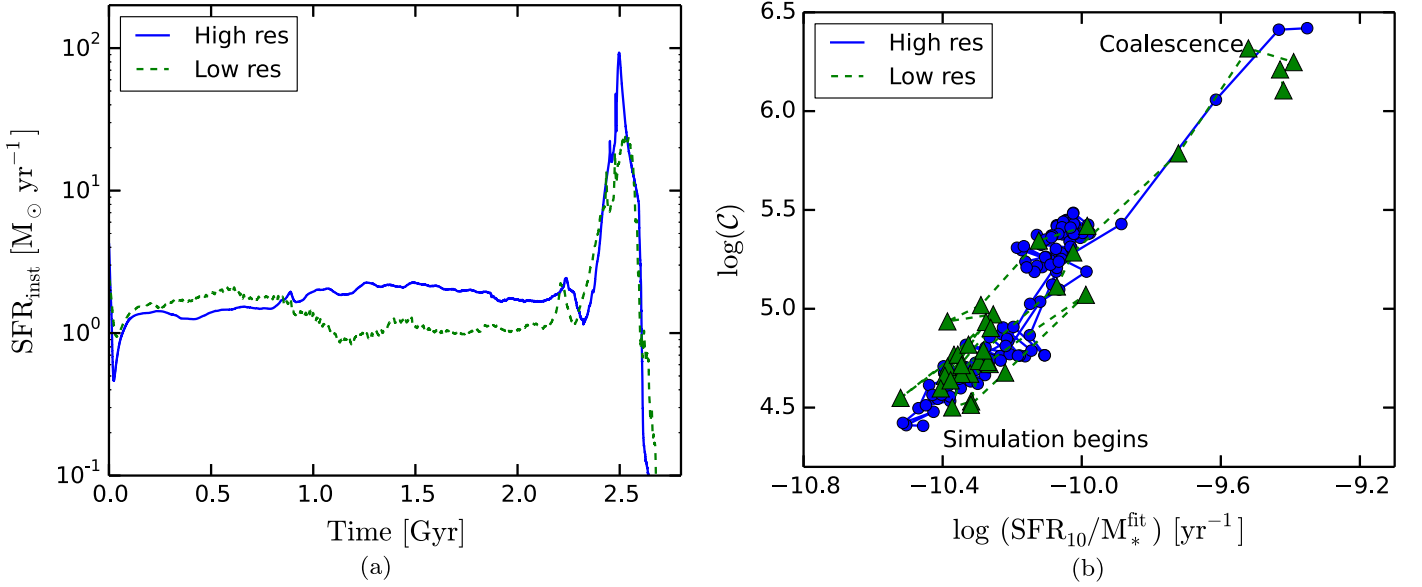 High res
Low res
10²
10¹
10⁰
10⁻¹
SFR_inst [M_⊙ yr⁻¹]
0.0 0.5 1.0 1.5 2.0 2.5
Time [Gyr]
(a)
High res
Low res
Coalescence
Simulation begins
6.5
6.0
5.5
5.0
4.5
log(𝒞)
−10.8 −10.4 −10.0 −9.6 −9.2
log (SFR₁₀/M_*^fit) [yr⁻¹]
(b)